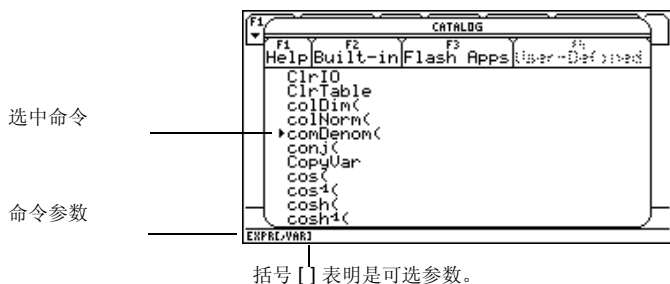 F1
CATALOG
F1 F2 F3 F4
Help Built-in Flash Apps User-Defined
ClrIO
ClrTable
colDim(
colNorm(
选中命令
▸comDenom(
conj(
CopyVar
cos(
cos⁻¹(
cosh(
cosh⁻¹(
命令参数
EXPR[,VAR]
括号 [ ] 表明是可选参数。